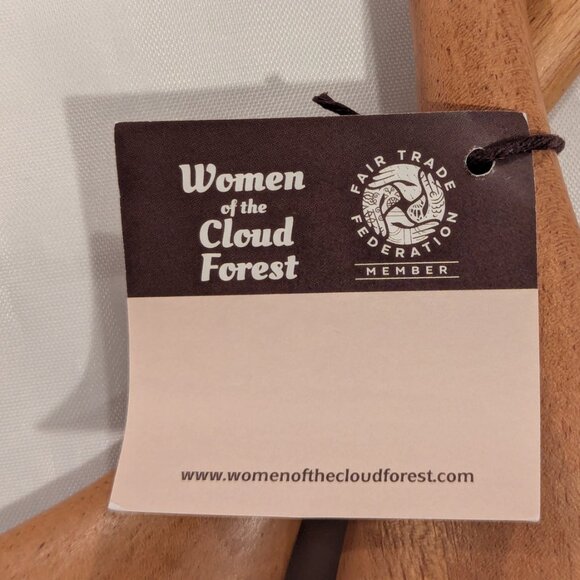 Women
of the
Cloud
Forest
FAIR TRADE
FEDERATION
MEMBER
www.womenofthecloudforest.com